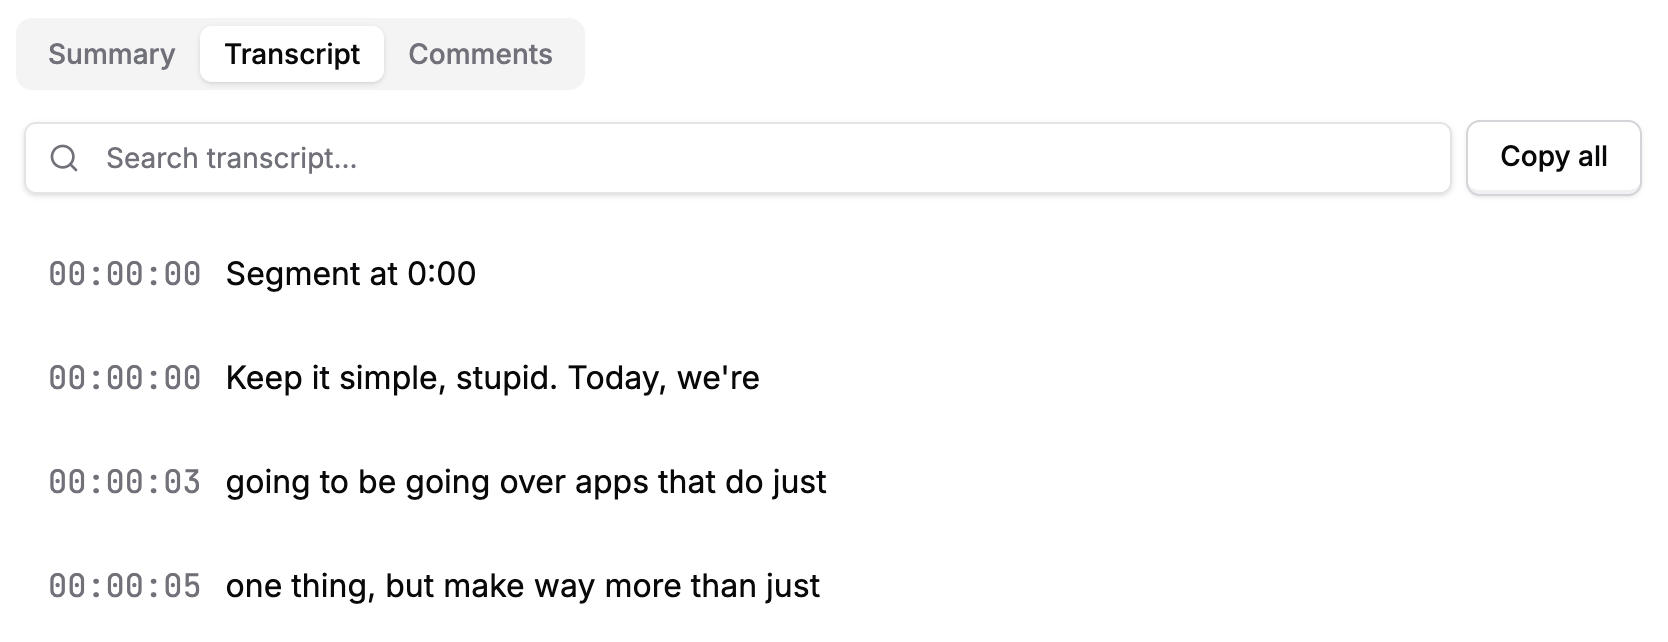 Summary Transcript Comments
Search transcript... Copy all
00:00:00 Segment at 0:00
00:00:00 Keep it simple, stupid. Today, we're
00:00:03 going to be going over apps that do just
00:00:05 one thing, but make way more than just